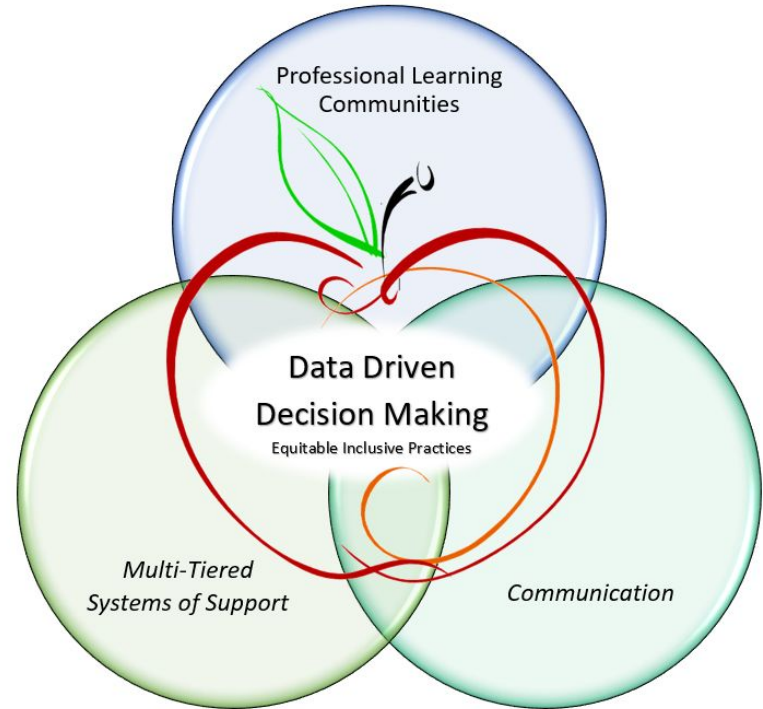 Professional Learning
Communities
Data Driven
Decision Making
Equitable Inclusive Practices
Multi-Tiered
Systems of Support
Communication